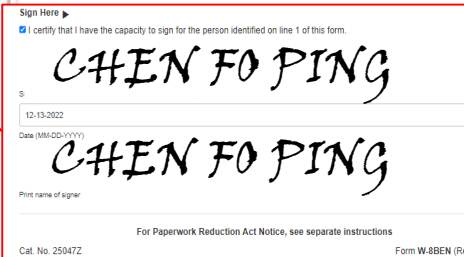 Sign Here ▶
I certify that I have the capacity to sign for the person identified on line 1 of this form.
CHEN FO PING
S:
12-13-2022
Date (MM-DD-YYYY)
CHEN FO PING
Print name of signer
For Paperwork Reduction Act Notice, see separate instructions
Cat. No. 25047Z Form W-8BEN